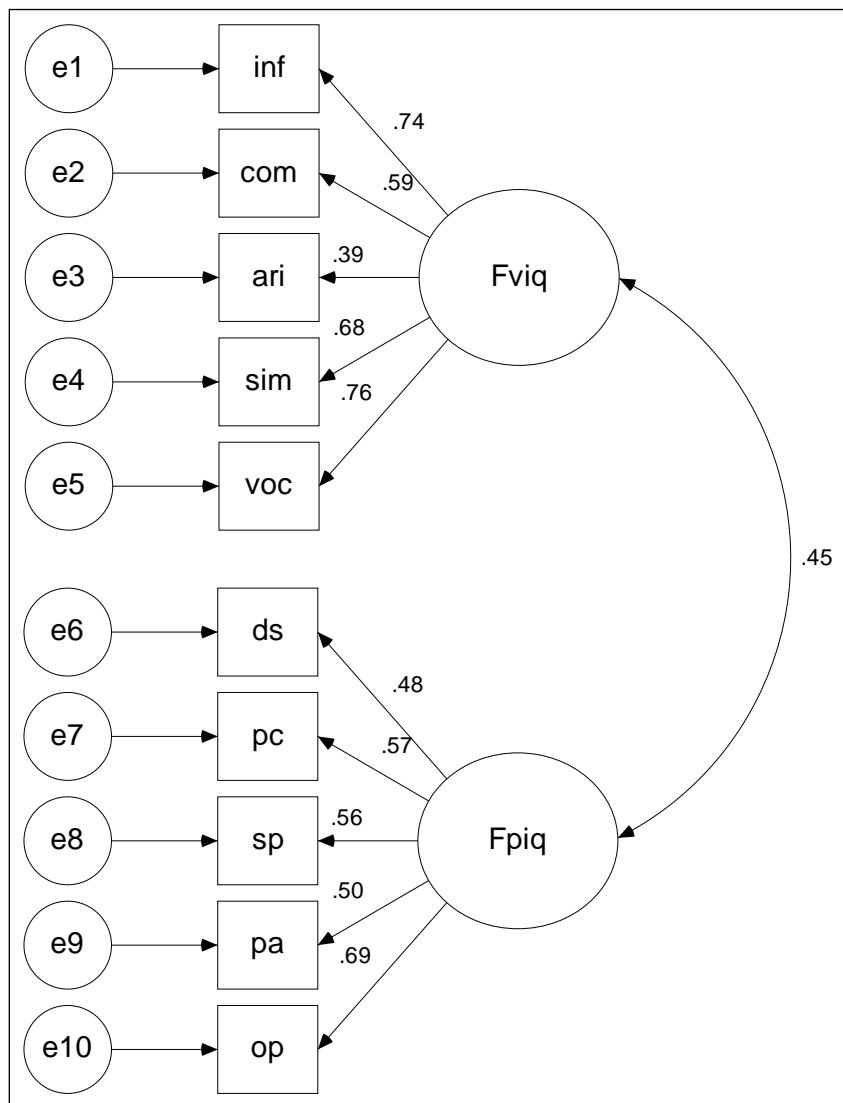 e1
inf
.74
e2
com
.59
e3
ari
.39
Fviq
e4
sim
.68
.76
e5
voc
.45
e6
ds
.48
e7
pc
.57
e8
sp
.56
Fpiq
e9
pa
.50
.69
e10
op